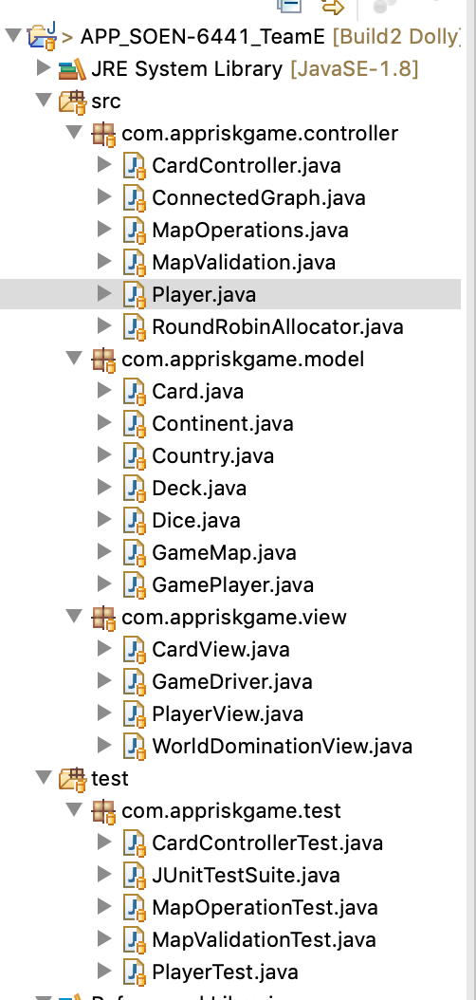 > APP_SOEN-6441_TeamE [Build2 Dolly]
JRE System Library [JavaSE-1.8]
src
com.appriskgame.controller
CardController.java
ConnectedGraph.java
MapOperations.java
MapValidation.java
Player.java
RoundRobinAllocator.java
com.appriskgame.model
Card.java
Continent.java
Country.java
Deck.java
Dice.java
GameMap.java
GamePlayer.java
com.appriskgame.view
CardView.java
GameDriver.java
PlayerView.java
WorldDominationView.java
test
com.appriskgame.test
CardControllerTest.java
JUnitTestSuite.java
MapOperationTest.java
MapValidationTest.java
PlayerTest.java